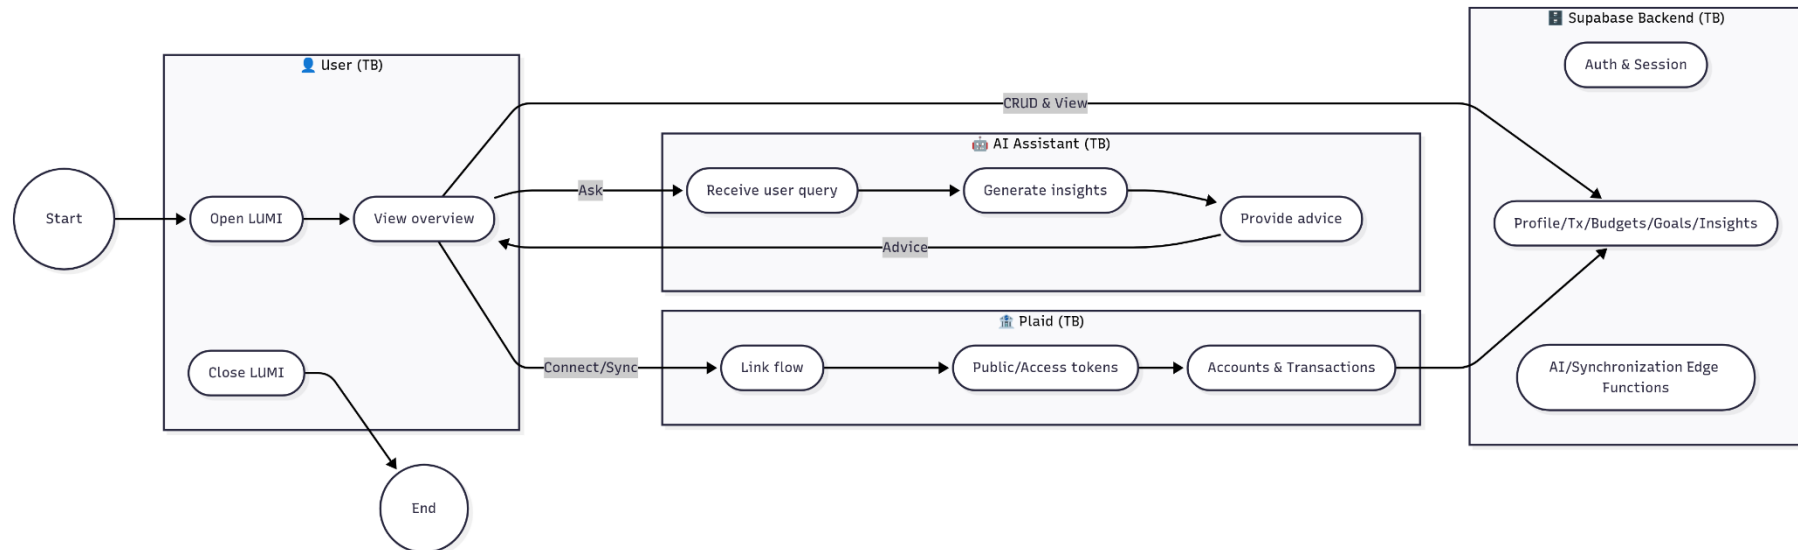 🗄️ Supabase Backend (TB)
Auth & Session
👤 User (TB)
CRUD & View
🤖 AI Assistant (TB)
Start
Open LUMI
View overview
Ask
Receive user query
Generate insights
Provide advice
Advice
Profile/Tx/Budgets/Goals/Insights
🏦 Plaid (TB)
Close LUMI
Connect/Sync
Link flow
Public/Access tokens
Accounts & Transactions
AI/Synchronization Edge
Functions
End